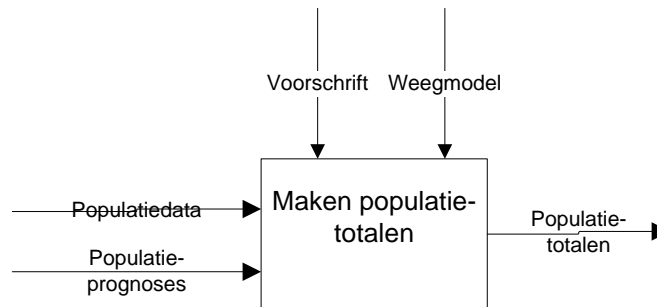 Voorschrift
Weegmodel
Maken populatie-
totalen
Populatiedata
Populatie-
prognoses
Populatie-
totalen